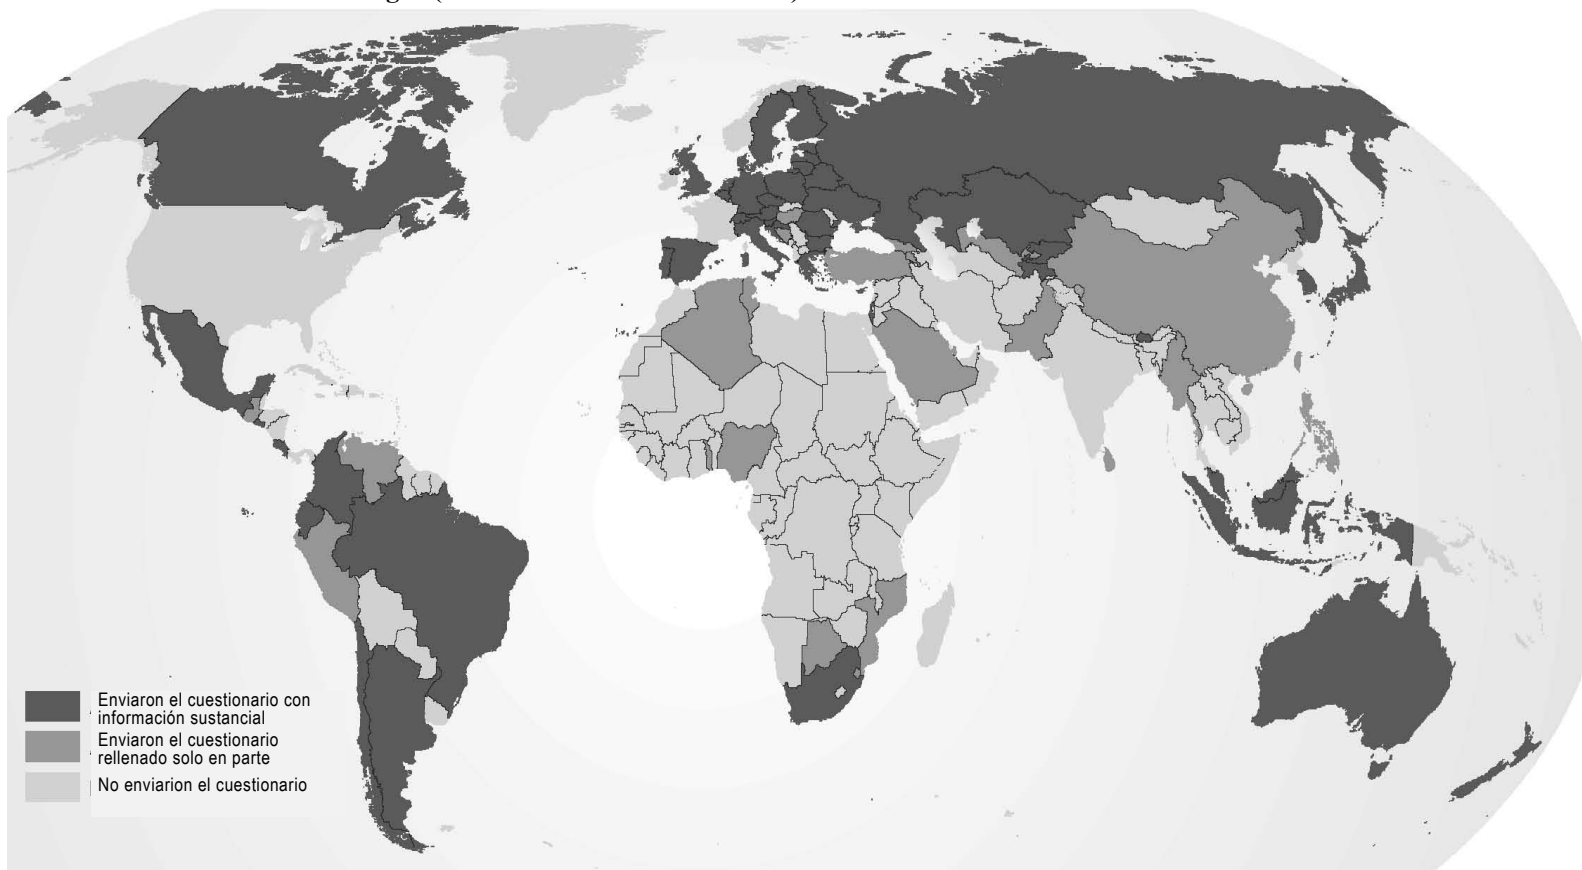 Enviaron el cuestionario con
información sustancial
Enviaron el cuestionario
rellenado solo en parte
No enviarion el cuestionario